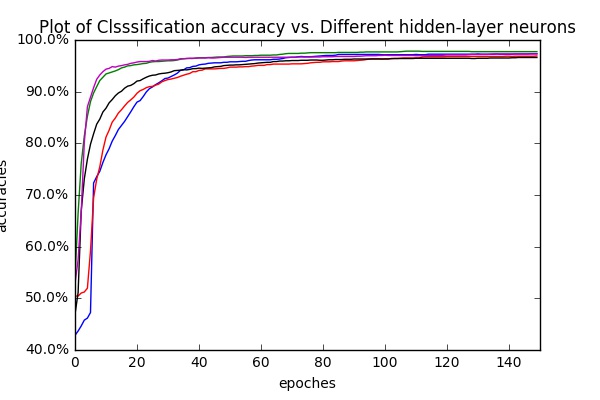 Plot of Clsssification accuracy vs. Different hidden-layer neurons
100.0%
90.0%
80.0%
70.0%
60.0%
50.0%
40.0%
accuracies
0 20 40 60 80 100 120 140
epoches